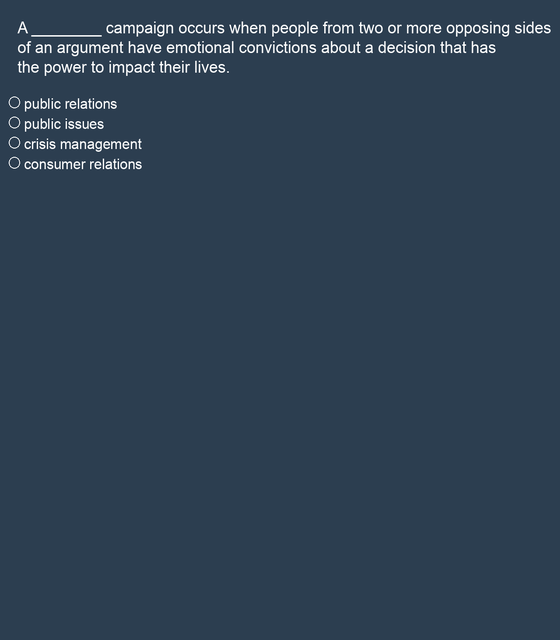 A ________ campaign occurs when people from two or more opposing sides
of an argument have emotional convictions about a decision that has
the power to impact their lives.
public relations
public issues
crisis management
consumer relations